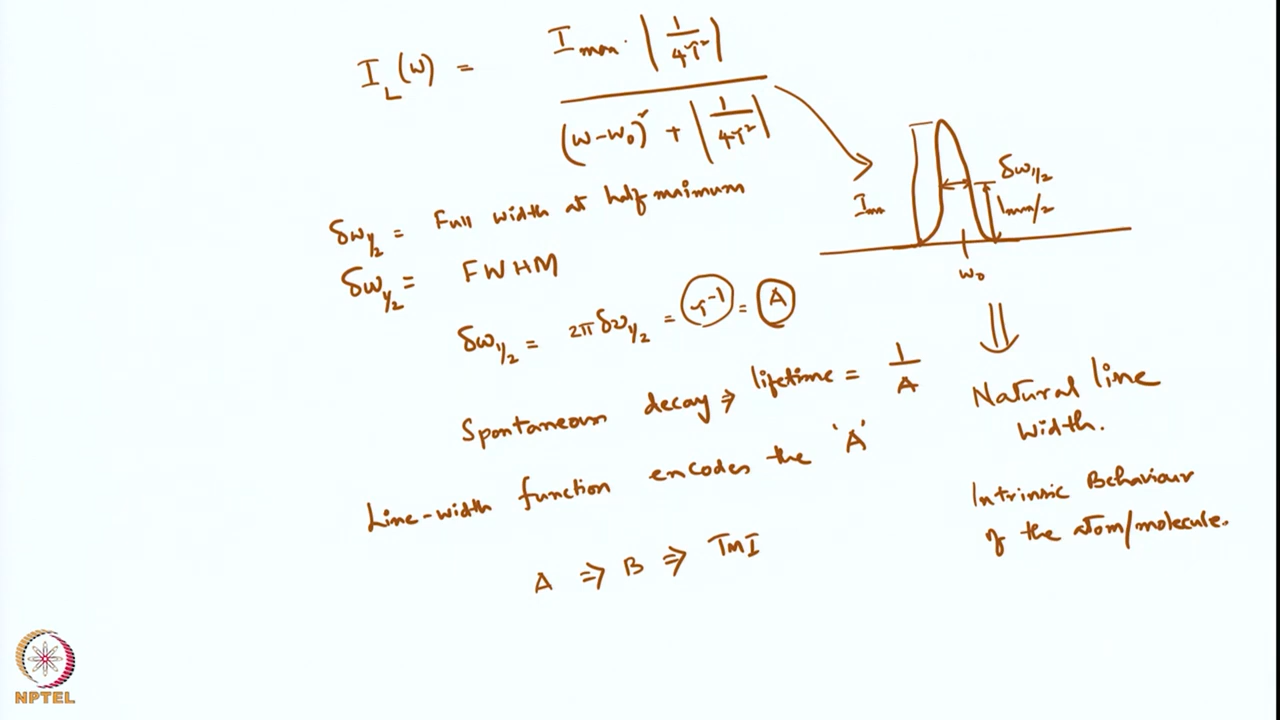 I_L(ω) = I_max · (1/4τ²) / ((ω-ω₀)² + (1/4τ²))
δω_1/2
I_max
I_max/2
ω₀
δω_1/2 = Full width at half maximum
δω_1/2 = FWHM
δω_1/2 = 2πδν_1/2 = τ⁻¹ = A
Spontaneous decay ⇒ lifetime = 1/A
Natural line
width.
Line-width function encodes the 'A'
Intrinsic Behaviour
of the atom/molecule.
A ⇒ B ⇒ TMI
NPTEL